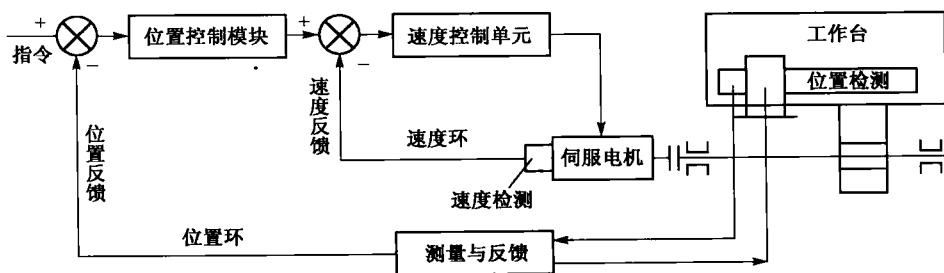 工作台
+
指令
−
位置控制模块
+
−
速度控制单元
位置检测
速度反馈
速度环
伺服电机
速度检测
位置反馈
位置环
测量与反馈